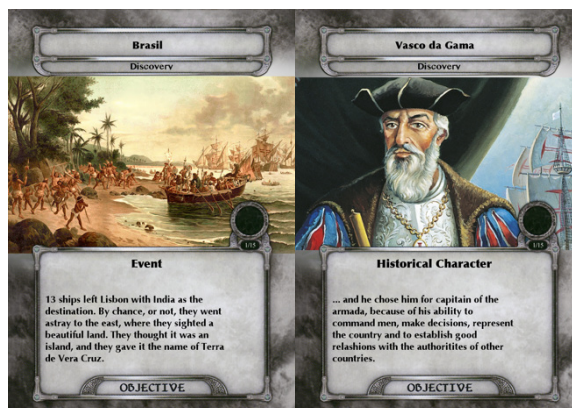 Brasil
Discovery
1/15
Event
13 ships left Lisbon with India as the
destination. By chance, or not, they went
astray to the east, where they sighted a
beautiful land. They thought it was an
island, and they gave it the name of Terra
de Vera Cruz.
OBJECTIVE
Vasco da Gama
Discovery
1/15
Historical Character
... and he chose him for capitain of the
armada, because of his ability to
command men, make decisions, represent
the country and to establish good
relashions with the authoritites of other
countries.
OBJECTIVE